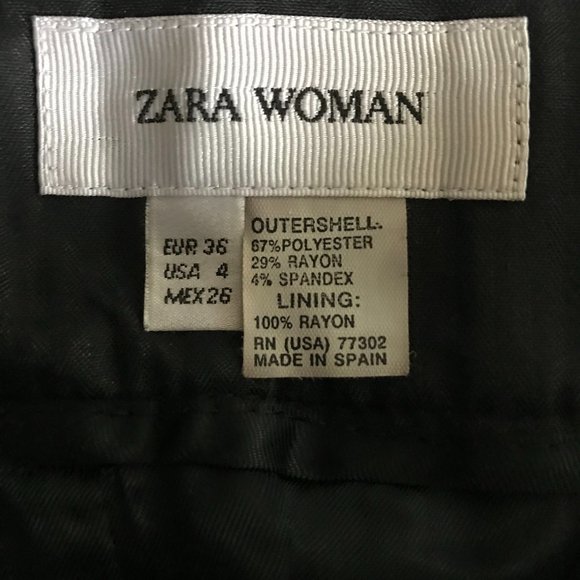 ZARA WOMAN
EUR 36
USA 4
MEX 26
OUTERSHELL:
67%POLYESTER
29% RAYON
4% SPANDEX
LINING:
100% RAYON
RN (USA) 77302
MADE IN SPAIN